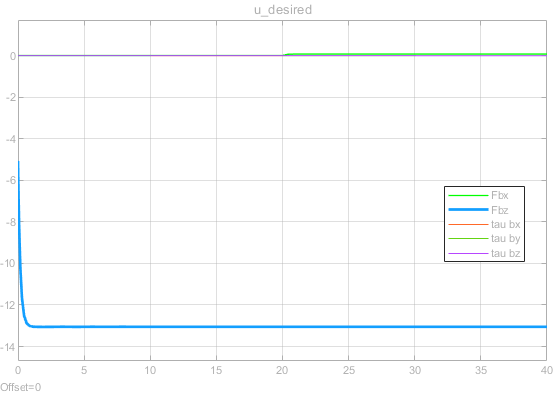 u_desired
0
-2
-4
-6
-8
-10
-12
-14
Fbx
Fbz
tau bx
tau by
tau bz
0 5 10 15 20 25 30 35 40
Offset=0